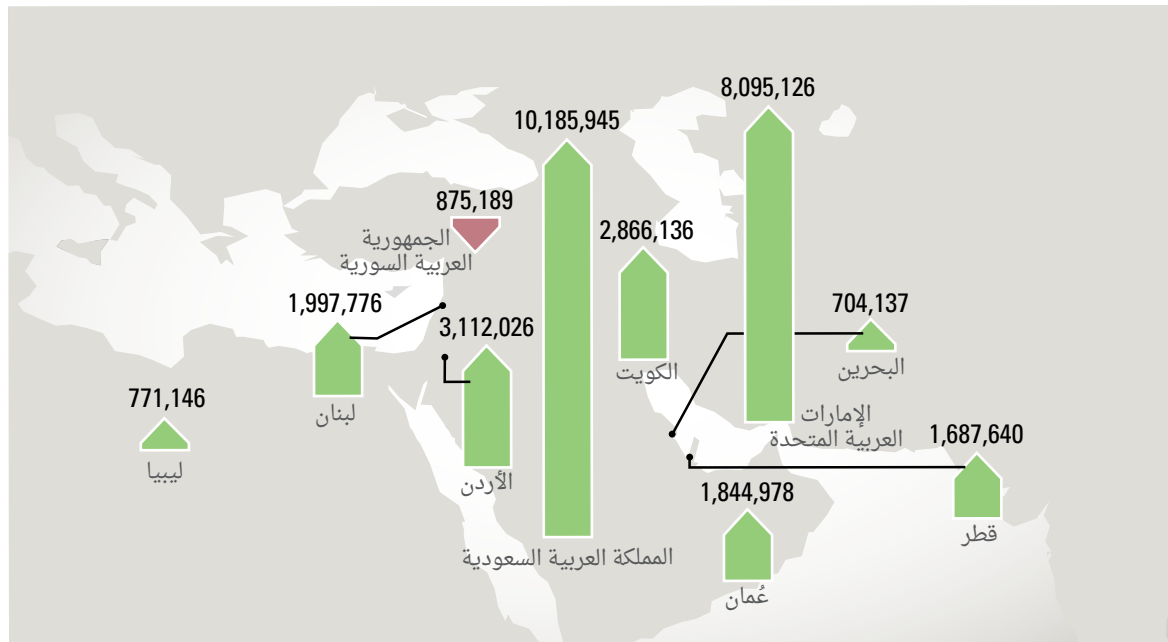 8,095,126
10,185,945
875,189
الجمهورية
العربية السورية
2,866,136
1,997,776
3,112,026
704,137
الكويت
البحرين
لبنان
771,146
الإمارات
العربية المتحدة
1,687,640
ليبيا
الأردن
1,844,978
قطر
المملكة العربية السعودية
عُمان